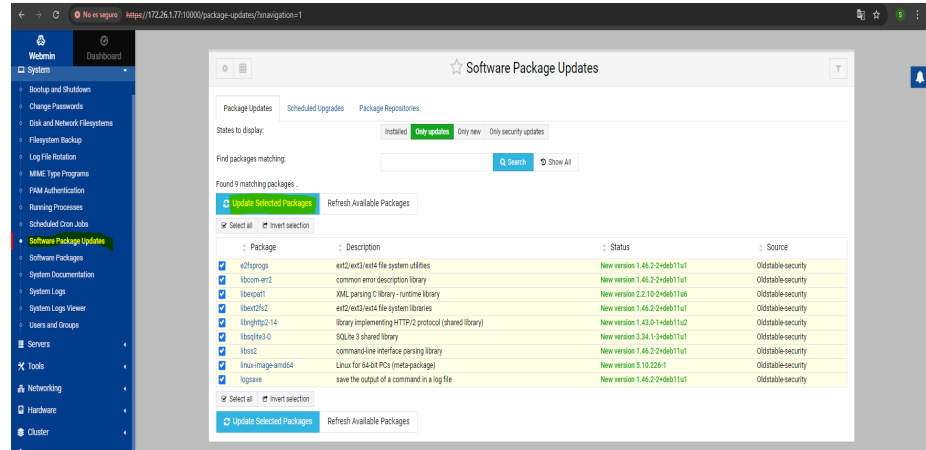 No es seguro https://172.26.1.77:10000/package-updates/?xnavigation=1
S
Webmin Dashboard
System
Bootup and Shutdown
Change Passwords
Disk and Network Filesystems
Filesystem Backup
Log File Rotation
MIME Type Programs
PAM Authentication
Running Processes
Scheduled Cron Jobs
Software Package Updates
Software Packages
System Documentation
System Logs
System Logs Viewer
Users and Groups
Servers
Tools
Networking
Hardware
Cluster
Software Package Updates
Package Updates Scheduled Upgrades Package Repositories
States to display: Installed Only updates Only new Only security updates
Find packages matching: Search Show All
Found 9 matching packages ..
Update Selected Packages Refresh Available Packages
Select all Invert selection
Package Description Status Source
e2fsprogs ext2/ext3/ext4 file system utilities New version 1.46.2-2+deb11u1 Oldstable-security
libcom-err2 common error description library New version 1.46.2-2+deb11u1 Oldstable-security
libexpat1 XML parsing C library - runtime library New version 2.2.10-2+deb11u6 Oldstable-security
libext2fs2 ext2/ext3/ext4 file system libraries New version 1.46.2-2+deb11u1 Oldstable-security
libnghttp2-14 library implementing HTTP/2 protocol (shared library) New version 1.43.0-1+deb11u2 Oldstable-security
libsqlite3-0 SQLite 3 shared library New version 3.34.1-3+deb11u1 Oldstable-security
libss2 command-line interface parsing library New version 1.46.2-2+deb11u1 Oldstable-security
linux-image-amd64 Linux for 64-bit PCs (meta-package) New version 5.10.226-1 Oldstable-security
logsave save the output of a command in a log file New version 1.46.2-2+deb11u1 Oldstable-security
Select all Invert selection
Update Selected Packages Refresh Available Packages